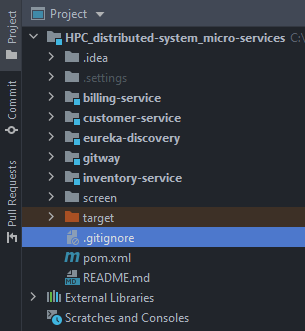 Project
Project
HPC_distributed-system_micro-services C:\
.idea
.settings
billing-service
customer-service
eureka-discovery
gitway
inventory-service
screen
target
.gitignore
pom.xml
README.md
External Libraries
Scratches and Consoles
Commit
Pull Requests